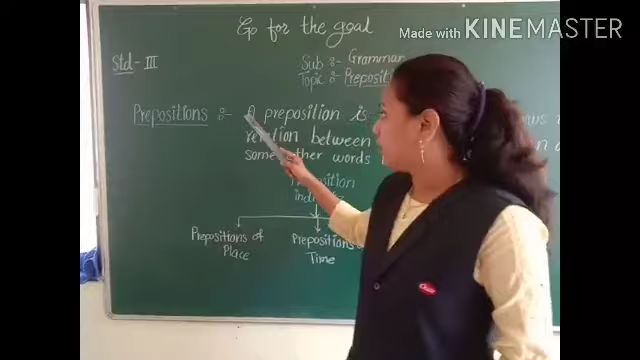 Made with KINEMASTER
Go for the goal
Std - III
Sub :- Grammar
Topic :- Preposit
Prepositions :- A preposition is
relation between
some other words
indi
Prepositions of Place
Prepositions
Time